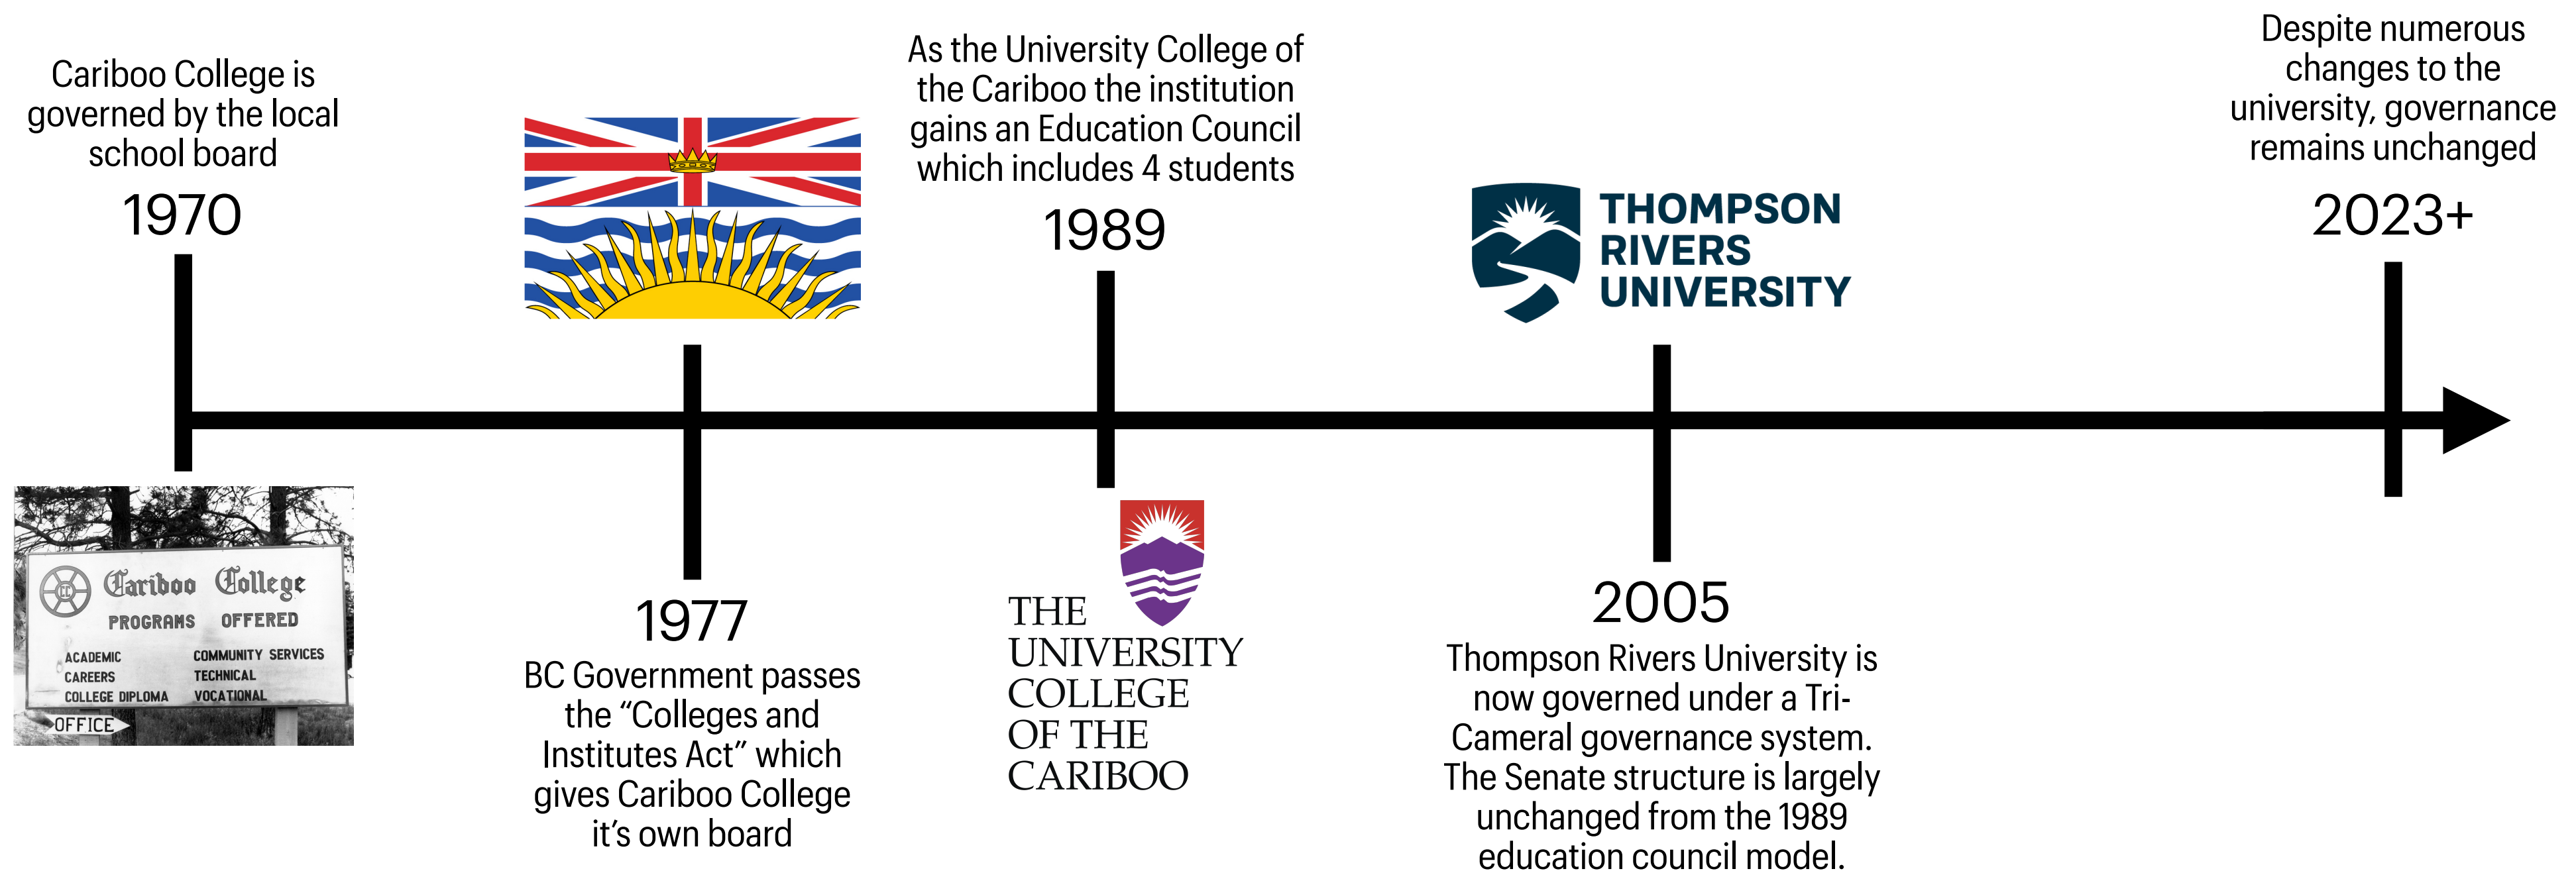 Cariboo College is
governed by the local
school board
1970
Cariboo College
PROGRAMS OFFERED
ACADEMIC COMMUNITY SERVICES
CAREERS TECHNICAL
COLLEGE DIPLOMA VOCATIONAL
OFFICE
1977
BC Government passes
the “Colleges and
Institutes Act” which
gives Cariboo College
it’s own board
As the University College of
the Cariboo the institution
gains an Education Council
which includes 4 students
1989
THE
UNIVERSITY
COLLEGE
OF THE
CARIBOO
THOMPSON
RIVERS
UNIVERSITY
2005
Thompson Rivers University is
now governed under a Tri-
Cameral governance system.
The Senate structure is largely
unchanged from the 1989
education council model.
Despite numerous
changes to the
university, governance
remains unchanged
2023+